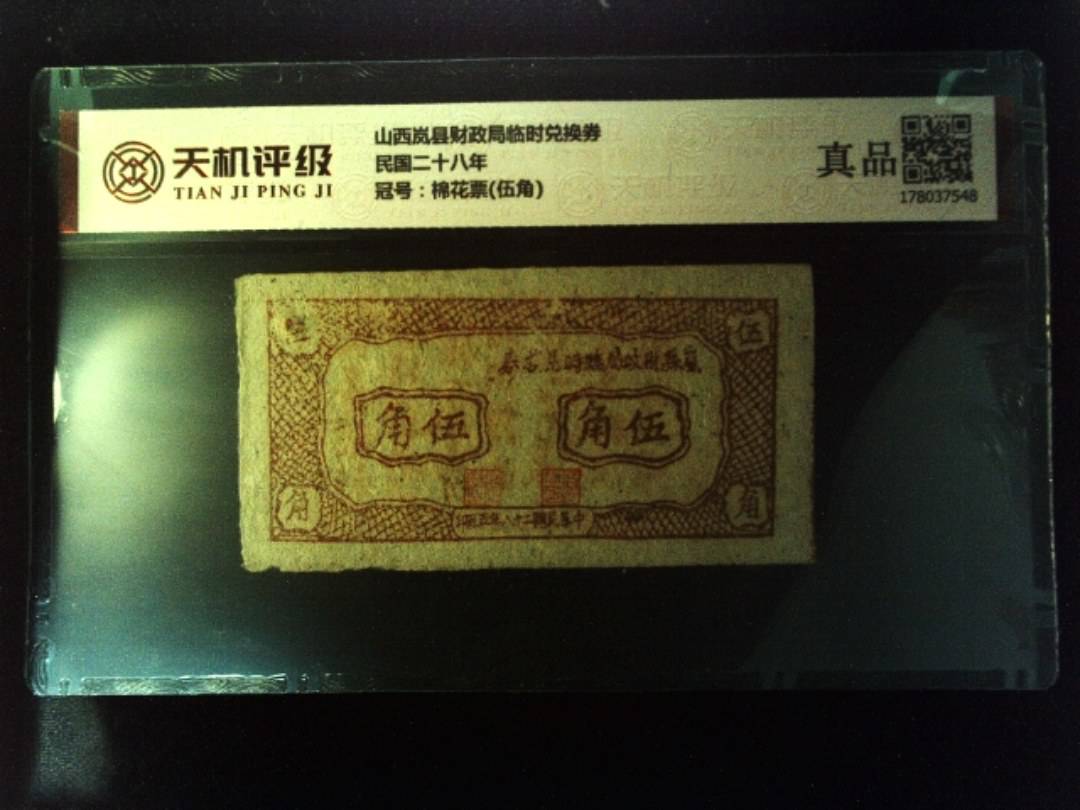 天机评级
TIAN JI PING JI
山西岚县财政局临时兑换券
民国二十八年
冠号：棉花票(伍角)
真品
178037548
伍
角伍
角伍
角
角